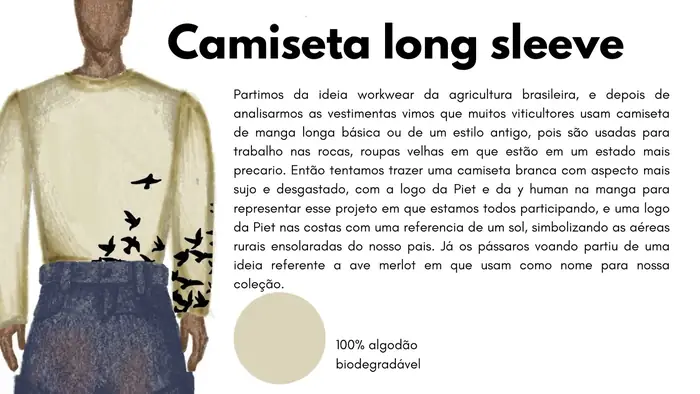 Camiseta long sleeve
Partimos da ideia workwear da agricultura brasileira, e depois de
analisarmos as vestimentas vimos que muitos viticultores usam camiseta
de manga longa básica ou de um estilo antigo, pois são usadas para
trabalho nas rocas, roupas velhas em que estão em um estado mais
precario. Então tentamos trazer uma camiseta branca com aspecto mais
sujo e desgastado, com a logo da Piet e da y human na manga para
representar esse projeto em que estamos todos participando, e uma logo
da Piet nas costas com uma referencia de um sol, simbolizando as aéreas
rurais ensolaradas do nosso pais. Já os pássaros voando partiu de uma
ideia referente a ave merlot em que usam como nome para nossa
coleção.
100% algodão
biodegradável